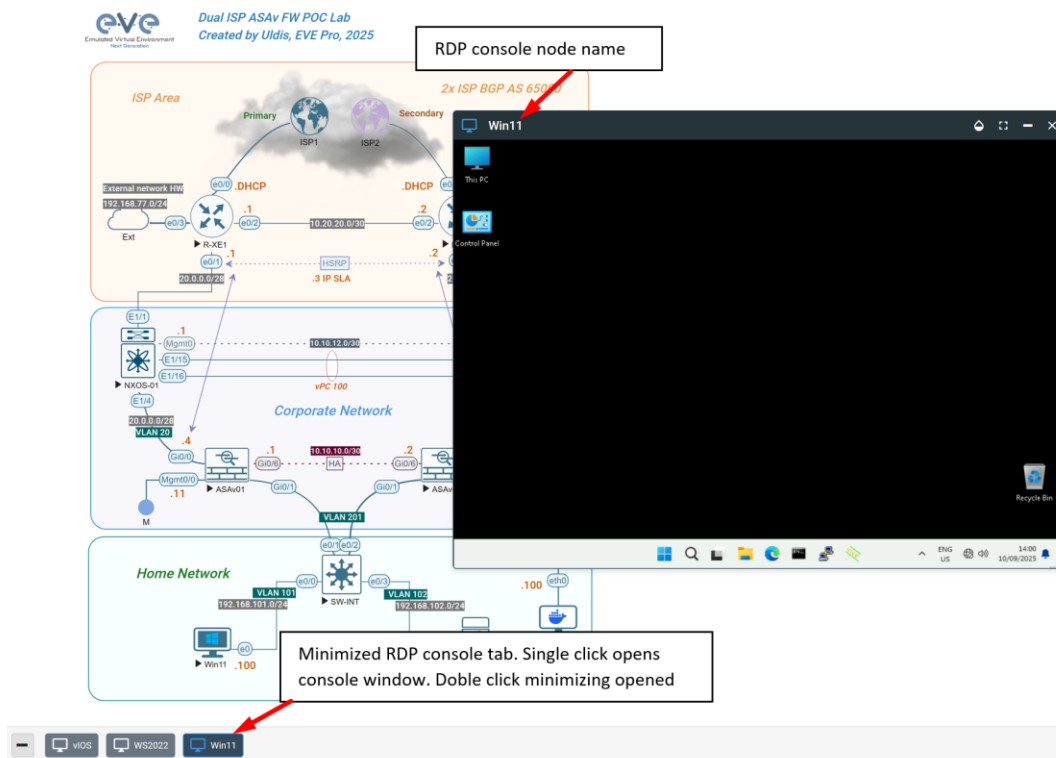 eve
Emulated Virtual Environment
Next Generation
Dual ISP ASAv FW POC Lab
Created by Uldis, EVE Pro, 2025
RDP console node name
ISP Area
2x ISP BGP AS
Primary
Secondary
ISP1
ISP2
Win11
This PC
Control Panel
External network HW
192.168.77.0/24
Ext
e0/0
.DHCP
.DHCP
e0/3
.1
e0/2
10.20.20.0/30
.2
e0/2
R-XE1
e0/1
.1
HSRP
.2
20.0.0.0/28
.3 IP SLA
E1/1
.1
Mgmt0
10.10.12.0/30
E1/15
E1/16
NXOS-01
vPC 100
E1/4
Corporate Network
20.0.0.0/28
VLAN 20
.4
Gi0/0
.1
10.10.10.0/30
.2
Gi0/6
HA
Gi0/6
Mgmt0/0
.11
ASAv01
Gi0/1
Gi0/1
M
VLAN 201
Recycle Bin
ENG
US
14:00
10/09/2025
Home Network
e0/1
e0/2
e0/0
e0/3
SW-INT
VLAN 101
192.168.101.0/24
VLAN 102
192.168.102.0/24
.100
eth0
Win11
e0
.100
Minimized RDP console tab. Single click opens
console window. Doble click minimizing opened
vIOS
WS2022
Win11